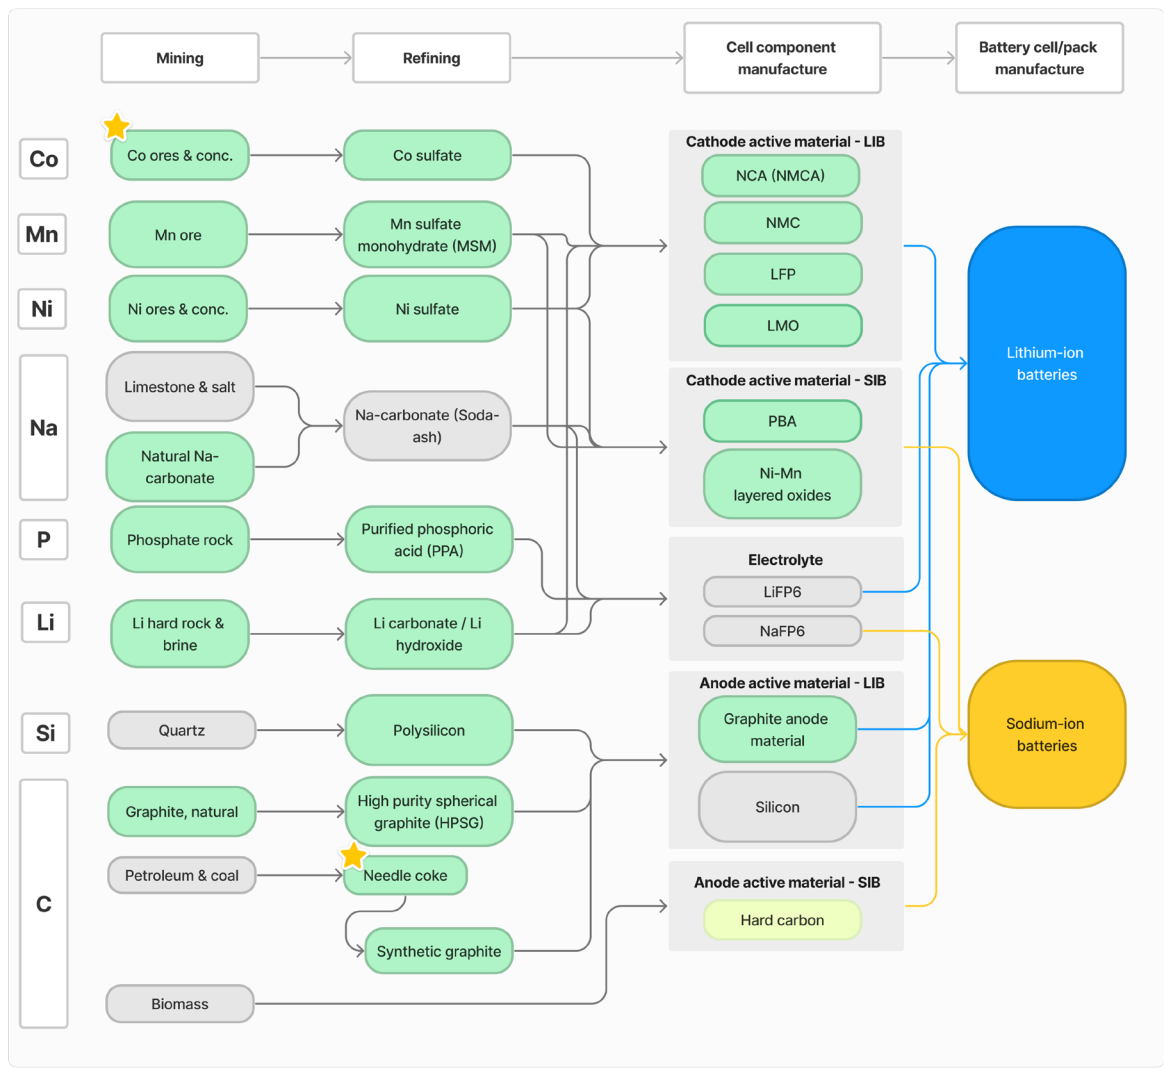 Mining
Refining
Cell component
manufacture
Battery cell/pack
manufacture
Co
Co ores & conc.
Co sulfate
Mn
Mn ore
Mn sulfate
monohydrate (MSM)
Ni
Ni ores & conc.
Ni sulfate
Na
Limestone & salt
Natural Na-
carbonate
Na-carbonate (Soda-
ash)
P
Phosphate rock
Purified phosphoric
acid (PPA)
Li
Li hard rock &
brine
Li carbonate / Li
hydroxide
Si
Quartz
Polysilicon
C
Graphite, natural
High purity spherical
graphite (HPSG)
Petroleum & coal
Needle coke
Synthetic graphite
Biomass
Cathode active material - LIB
NCA (NMCA)
NMC
LFP
LMO
Cathode active material - SIB
PBA
Ni-Mn
layered oxides
Electrolyte
LiFP6
NaFP6
Anode active material - LIB
Graphite anode
material
Silicon
Anode active material - SIB
Hard carbon
Lithium-ion
batteries
Sodium-ion
batteries